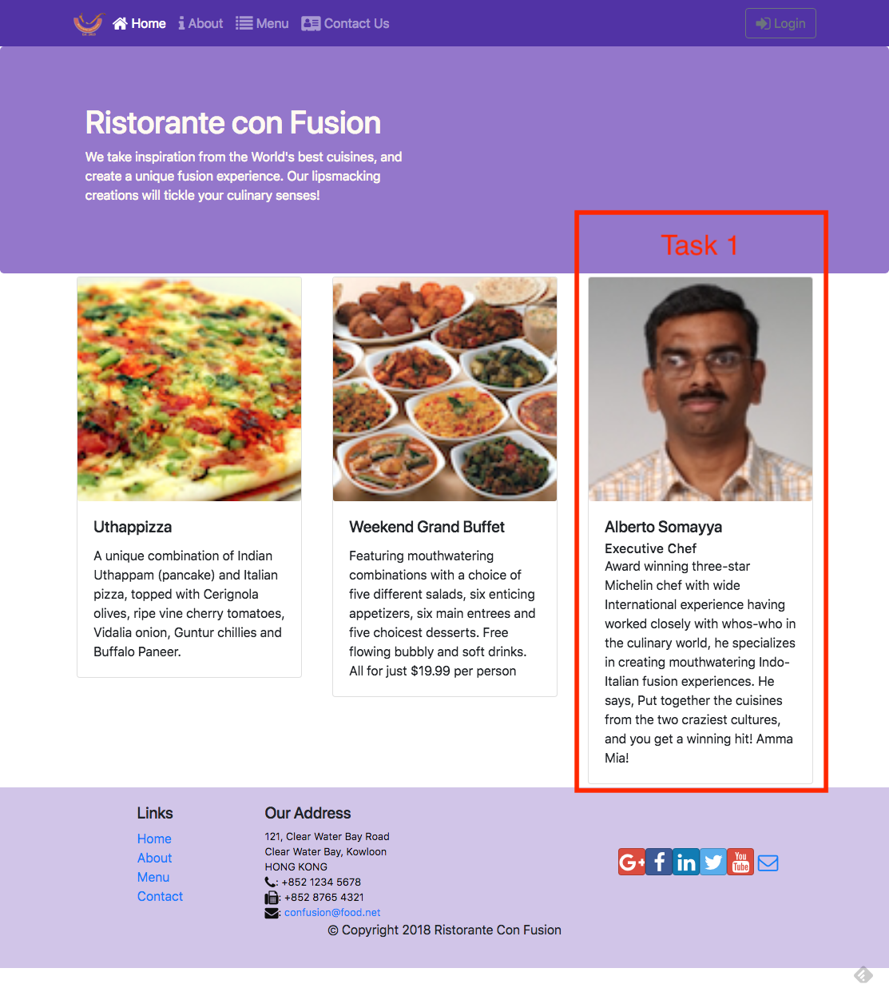 Home About Menu Contact Us Login
Ristorante con Fusion
We take inspiration from the World's best cuisines, and
create a unique fusion experience. Our lipsmacking
creations will tickle your culinary senses!
Task 1
Uthappizza
A unique combination of Indian
Uthappam (pancake) and Italian
pizza, topped with Cerignola
olives, ripe vine cherry tomatoes,
Vidalia onion, Guntur chillies and
Buffalo Paneer.
Weekend Grand Buffet
Featuring mouthwatering
combinations with a choice of
five different salads, six enticing
appetizers, six main entrees and
five choicest desserts. Free
flowing bubbly and soft drinks.
All for just $19.99 per person
Alberto Somayya
Executive Chef
Award winning three-star
Michelin chef with wide
International experience having
worked closely with whos-who in
the culinary world, he specializes
in creating mouthwatering Indo-
Italian fusion experiences. He
says, Put together the cuisines
from the two craziest cultures,
and you get a winning hit! Amma
Mia!
Links
Home
About
Menu
Contact
Our Address
121, Clear Water Bay Road
Clear Water Bay, Kowloon
HONG KONG
: +852 1234 5678
: +852 8765 4321
: confusion@food.net
G+ f in You Tube
© Copyright 2018 Ristorante Con Fusion